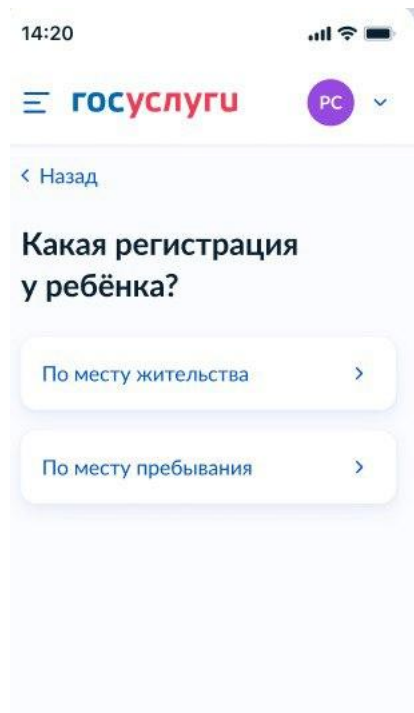 14:20
госуслуги
РС
Назад
Какая регистрация
у ребёнка?
По месту жительства
По месту пребывания